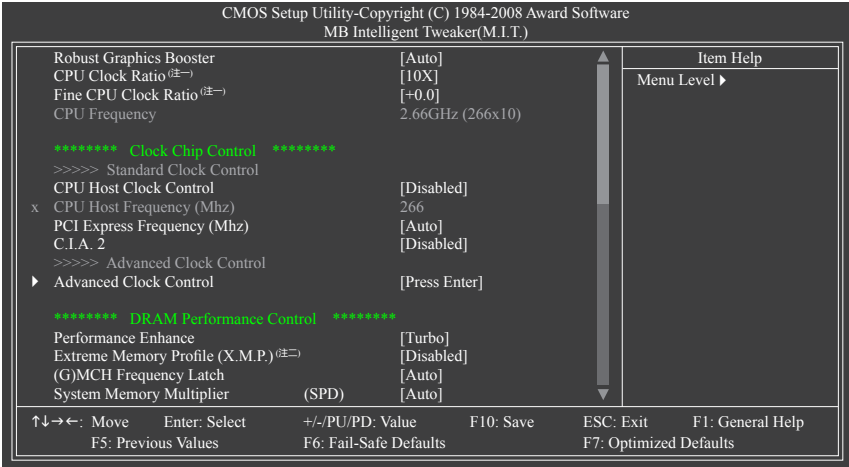 CMOS Setup Utility-Copyright (C) 1984-2008 Award Software
MB Intelligent Tweaker(M.I.T.)
Robust Graphics Booster [Auto]
CPU Clock Ratio (注一) [10X]
Fine CPU Clock Ratio (注一) [+0.0]
CPU Frequency 2.66GHz (266x10)
******** Clock Chip Control ********
>>>>> Standard Clock Control
CPU Host Clock Control [Disabled]
x CPU Host Frequency (Mhz) 266
PCI Express Frequency (Mhz) [Auto]
C.I.A. 2 [Disabled]
>>>>> Advanced Clock Control
Advanced Clock Control [Press Enter]
******** DRAM Performance Control ********
Performance Enhance [Turbo]
Extreme Memory Profile (X.M.P.) (注二) [Disabled]
(G)MCH Frequency Latch [Auto]
System Memory Multiplier (SPD) [Auto]
Item Help
Menu Level
↑↓→←: Move Enter: Select +/-/PU/PD: Value F10: Save ESC: Exit F1: General Help
F5: Previous Values F6: Fail-Safe Defaults F7: Optimized Defaults